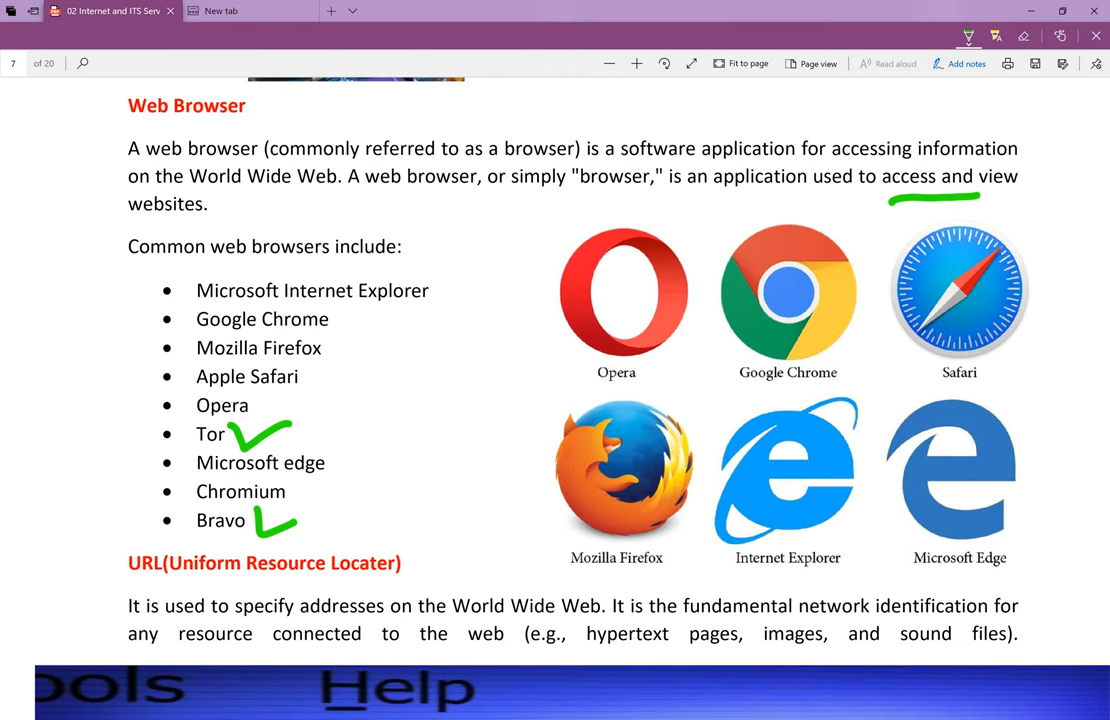 02 Internet and ITS Serv
New tab
7 of 20
Fit to page
Page view
Read aloud
Add notes
Web Browser
A web browser (commonly referred to as a browser) is a software application for accessing information
on the World Wide Web. A web browser, or simply "browser," is an application used to access and view
websites.
Common web browsers include:
• Microsoft Internet Explorer
• Google Chrome
• Mozilla Firefox
• Apple Safari
• Opera
• Tor
• Microsoft edge
• Chromium
• Bravo
Opera
Google Chrome
Safari
Mozilla Firefox
Internet Explorer
Microsoft Edge
URL(Uniform Resource Locater)
It is used to specify addresses on the World Wide Web. It is the fundamental network identification for
any resource connected to the web (e.g., hypertext pages, images, and sound files).
ools Help